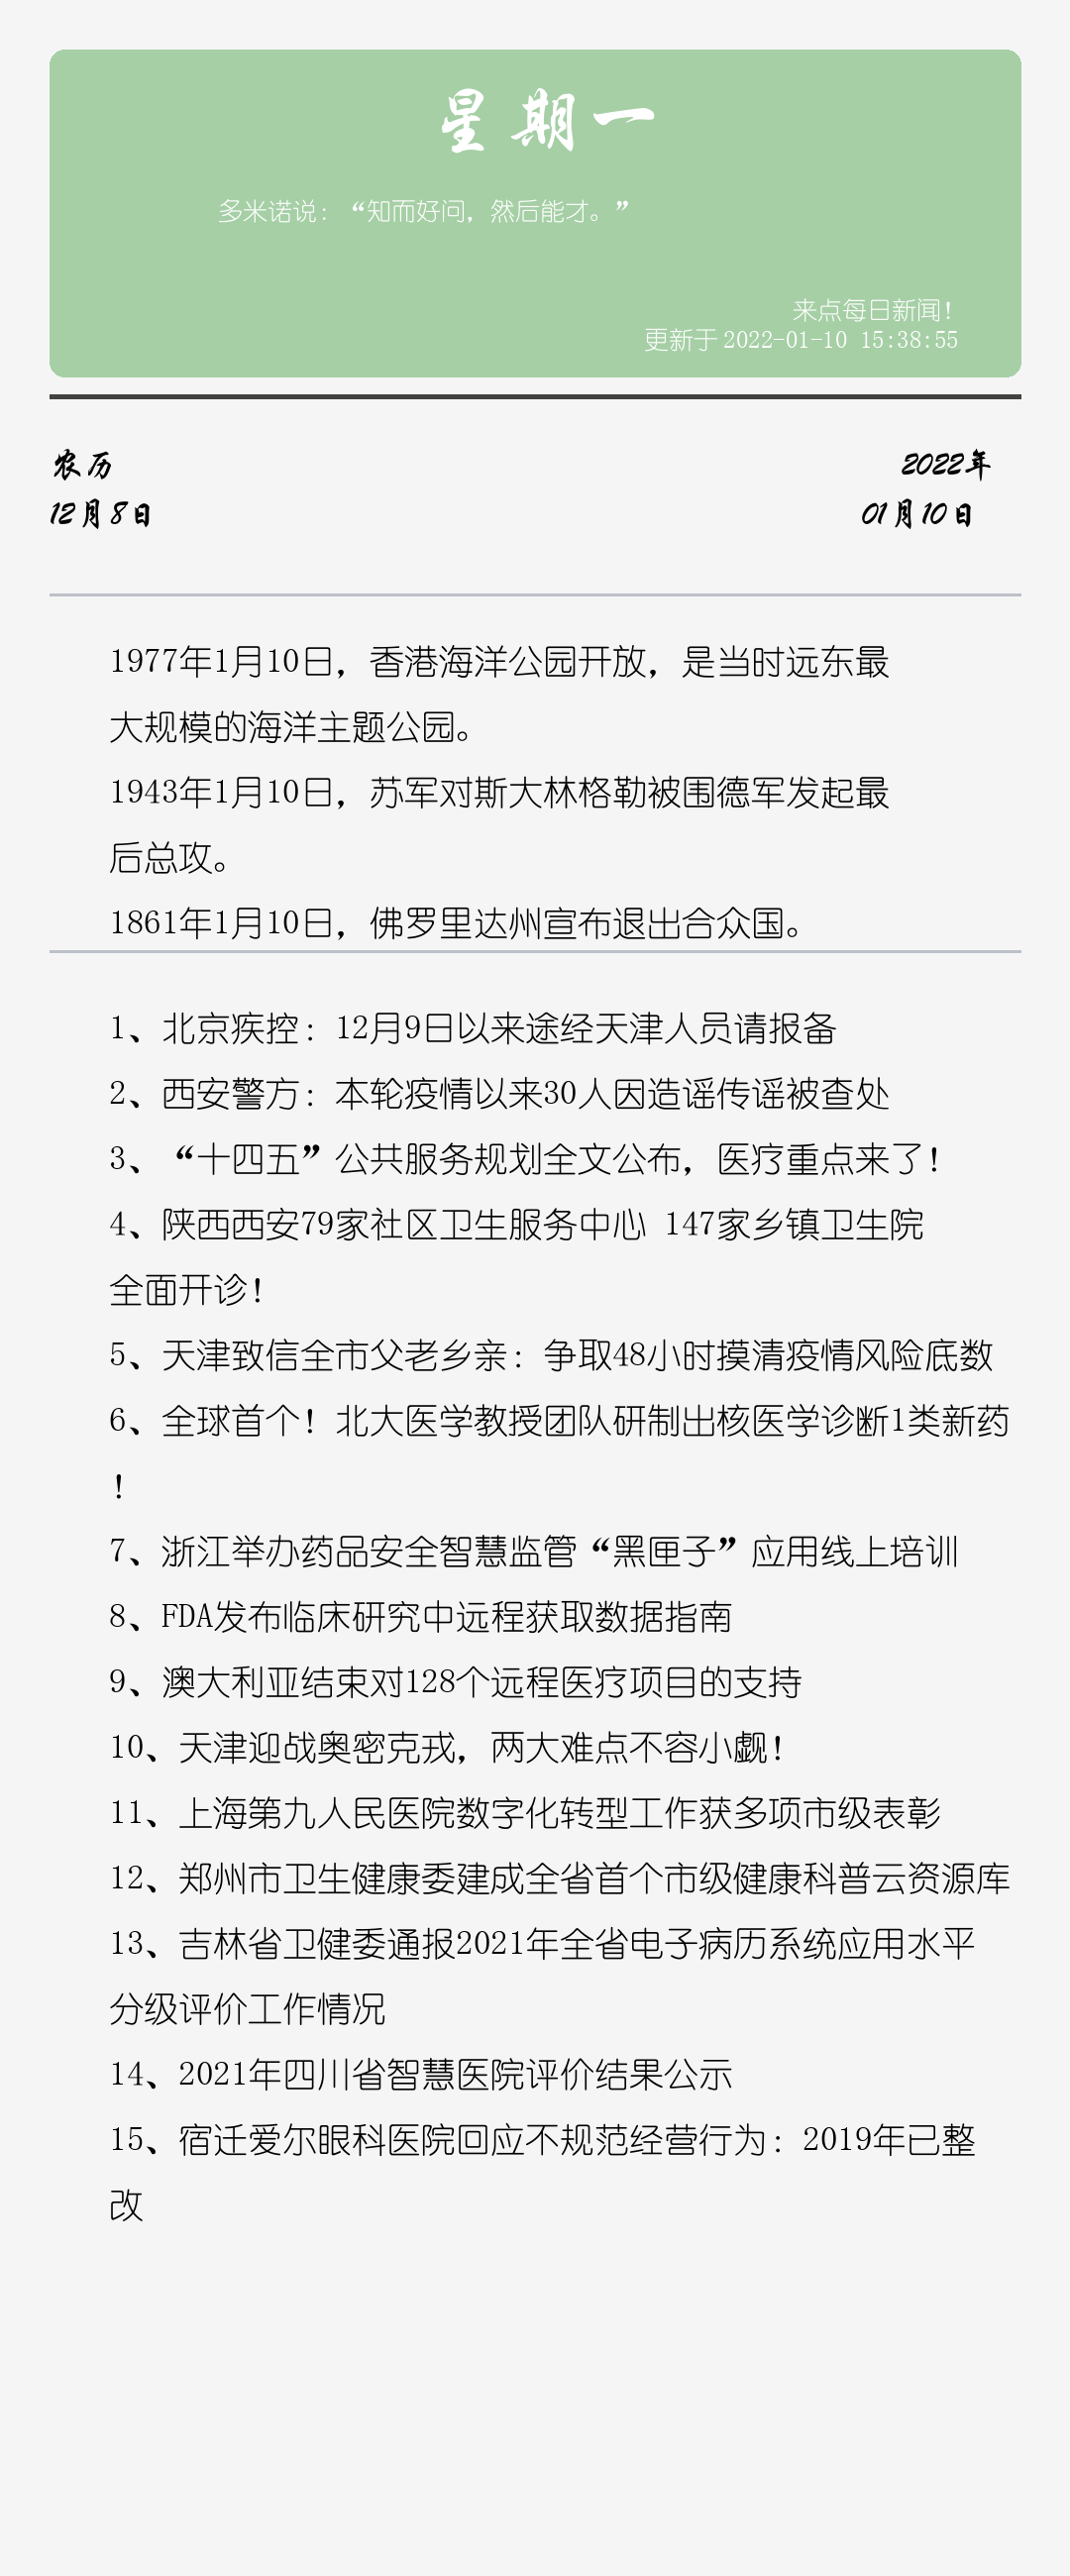 星期一
多米诺说：“知而好问，然后能才。”
来点每日新闻！
更新于2022-01-10 15:38:55
农历
2022年
12月8日
01月10日
1977年1月10日，香港海洋公园开放，是当时远东最
大规模的海洋主题公园。
1943年1月10日，苏军对斯大林格勒被围德军发起最
后总攻。
1861年1月10日，佛罗里达州宣布退出合众国。
1、北京疾控：12月9日以来途经天津人员请报备
2、西安警方：本轮疫情以来30人因造谣传谣被查处
3、“十四五”公共服务规划全文公布，医疗重点来了！
4、陕西西安79家社区卫生服务中心 147家乡镇卫生院
全面开诊！
5、天津致信全市父老乡亲：争取48小时摸清疫情风险底数
6、全球首个！北大医学教授团队研制出核医学诊断1类新药
！
7、浙江举办药品安全智慧监管“黑匣子”应用线上培训
8、FDA发布临床研究中远程获取数据指南
9、澳大利亚结束对128个远程医疗项目的支持
10、天津迎战奥密克戎，两大难点不容小觑！
11、上海第九人民医院数字化转型工作获多项市级表彰
12、郑州市卫生健康委建成全省首个市级健康科普云资源库
13、吉林省卫健委通报2021年全省电子病历系统应用水平
分级评价工作情况
14、2021年四川省智慧医院评价结果公示
15、宿迁爱尔眼科医院回应不规范经营行为：2019年已整
改